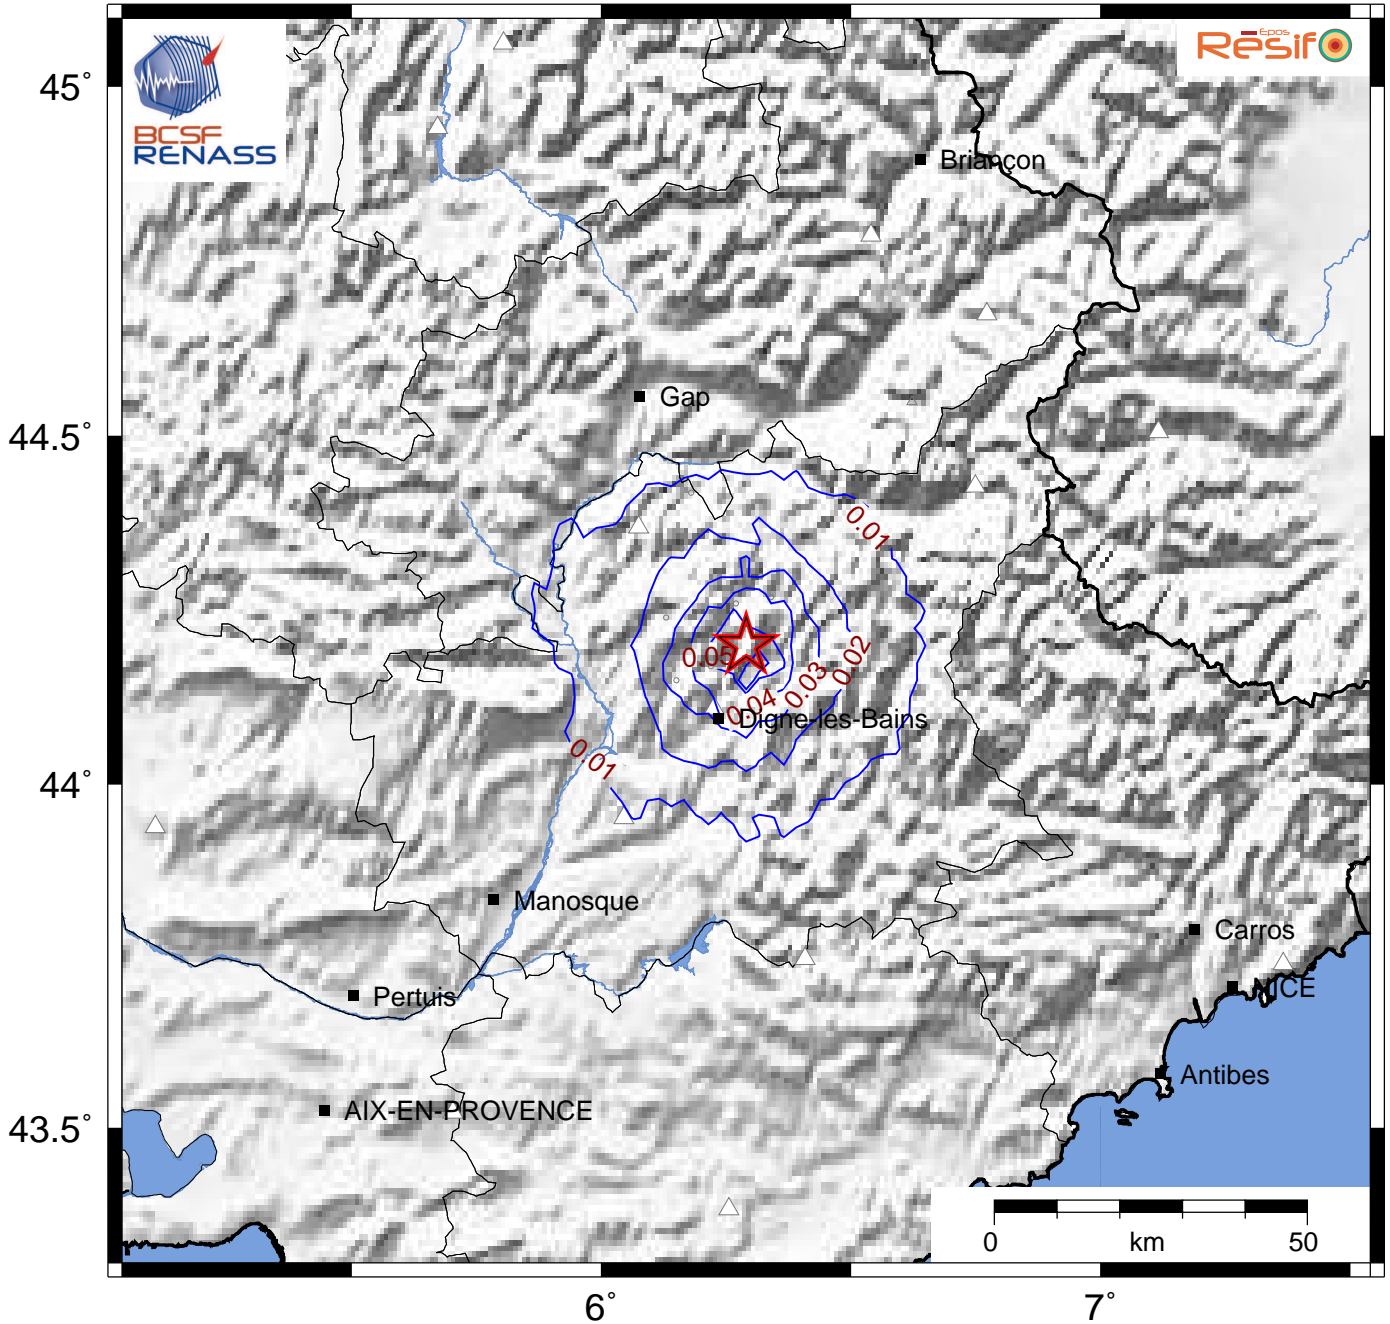 45°
BCSF
RENASS
Epos
Résif
Briançon
Gap
44.5°
0.01
0.05
0.02
0.03
0.04
Digne-les-Bains
0.01
44°
Manosque
Carros
Pertuis
NICE
Antibes
AIX-EN-PROVENCE
43.5°
0 km 50
6° 7°